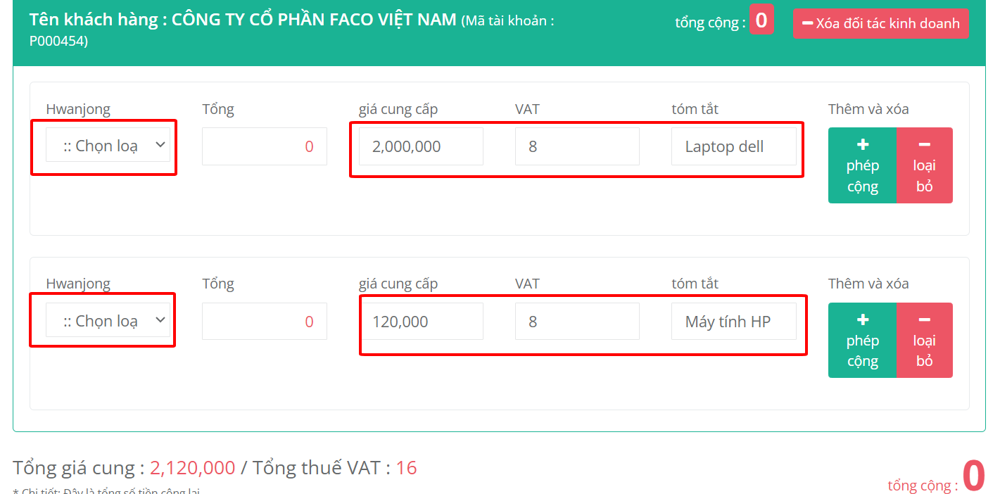 Tên khách hàng : CÔNG TY CỔ PHẦN FACO VIỆT NAM (Mã tài khoản :
P000454)
tổng cộng : 0
Xóa đối tác kinh doanh
Hwanjong Tổng giá cung cấp VAT tóm tắt Thêm và xóa
:: Chọn loạ 0 2,000,000 8 Laptop dell
phép loại
cộng bỏ
Hwanjong Tổng giá cung cấp VAT tóm tắt Thêm và xóa
:: Chọn loạ 0 120,000 8 Máy tính HP
phép loại
cộng bỏ
Tổng giá cung : 2,120,000 / Tổng thuế VAT : 16
* Chi tiết: Đây là tổng số tiền cộng lại
tổng cộng : 0